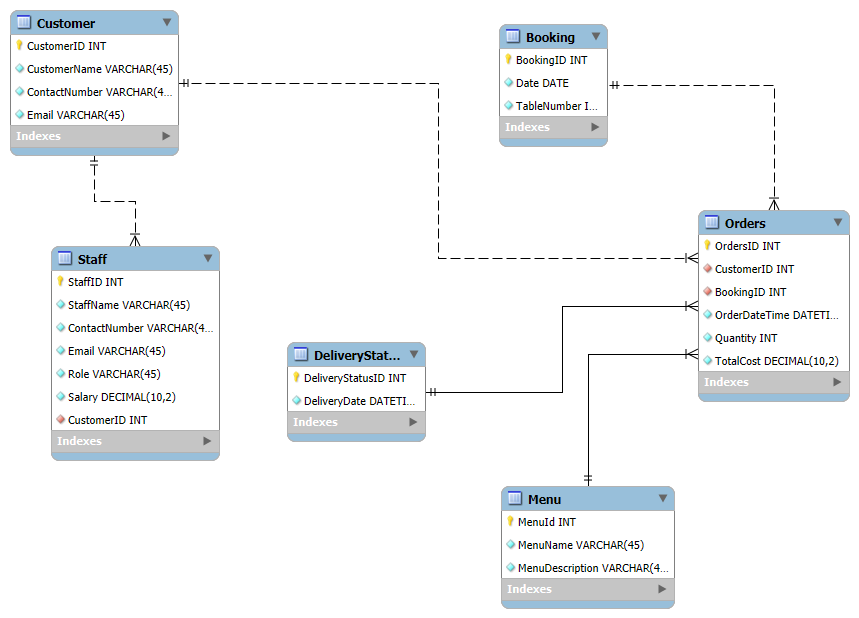 Customer
CustomerID INT
CustomerName VARCHAR(45)
ContactNumber VARCHAR(4...
Email VARCHAR(45)
Indexes
Booking
BookingID INT
Date DATE
TableNumber I...
Indexes
Orders
OrdersID INT
CustomerID INT
BookingID INT
OrderDateTime DATETI...
Quantity INT
TotalCost DECIMAL(10,2)
Indexes
Staff
StaffID INT
StaffName VARCHAR(45)
ContactNumber VARCHAR(4...
Email VARCHAR(45)
Role VARCHAR(45)
Salary DECIMAL(10,2)
CustomerID INT
Indexes
DeliveryStat...
DeliveryStatusID INT
DeliveryDate DATETI...
Indexes
Menu
MenuId INT
MenuName VARCHAR(45)
MenuDescription VARCHAR(4...
Indexes